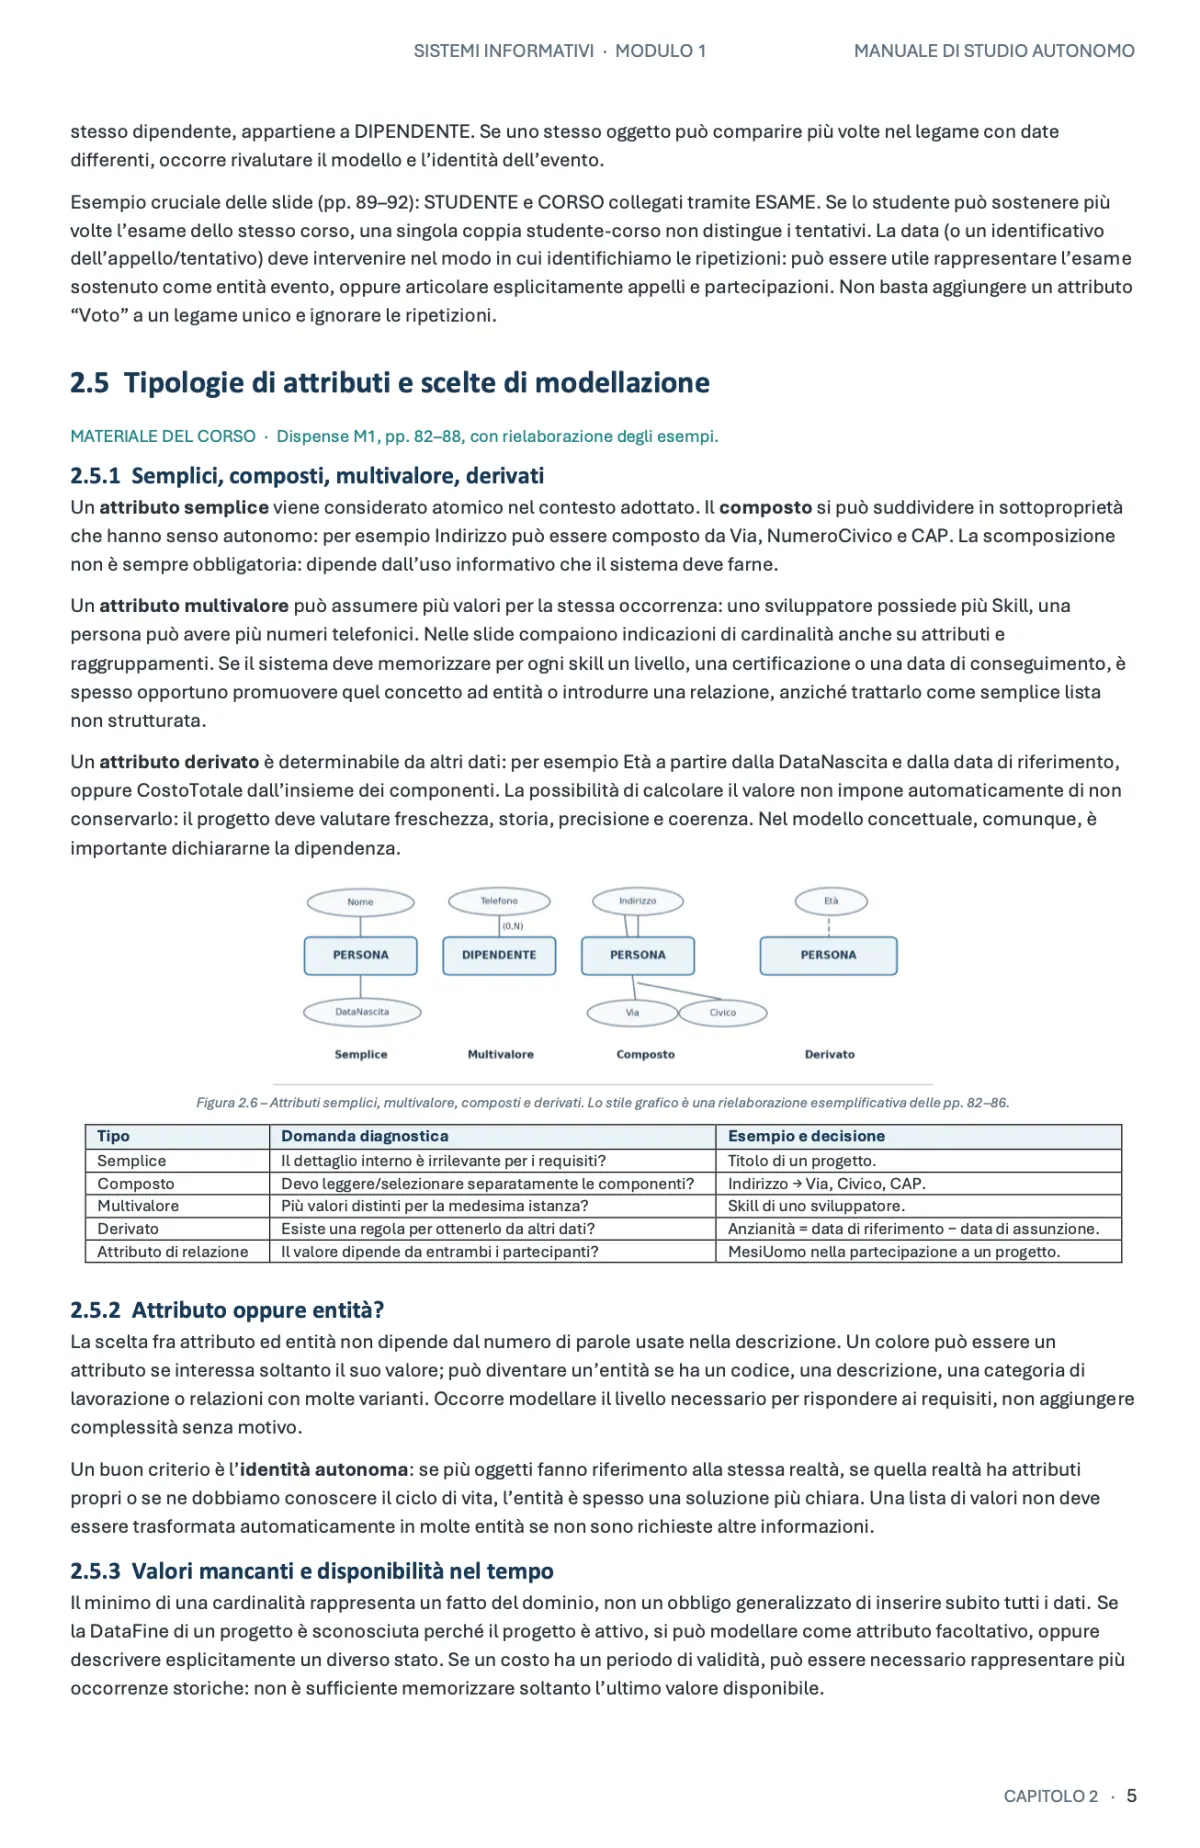 SISTEMI INFORMATIVI · MODULO 1 MANUALE DI STUDIO AUTONOMO
stesso dipendente, appartiene a DIPENDENTE. Se uno stesso oggetto può comparire più volte nel legame con date
differenti, occorre rivalutare il modello e l’identità dell’evento.
Esempio cruciale delle slide (pp. 89–92): STUDENTE e CORSO collegati tramite ESAME. Se lo studente può sostenere più
volte l’esame dello stesso corso, una singola coppia studente-corso non distingue i tentativi. La data (o un identificativo
dell’appello/tentativo) deve intervenire nel modo in cui identifichiamo le ripetizioni: può essere utile rappresentare l’esame
sostenuto come entità evento, oppure articolare esplicitamente appelli e partecipazioni. Non basta aggiungere un attributo
“Voto” a un legame unico e ignorare le ripetizioni.
2.5 Tipologie di attributi e scelte di modellazione
MATERIALE DEL CORSO · Dispense M1, pp. 82–88, con rielaborazione degli esempi.
2.5.1 Semplici, composti, multivalore, derivati
Un attributo semplice viene considerato atomico nel contesto adottato. Il composto si può suddividere in sottoproprietà
che hanno senso autonomo: per esempio Indirizzo può essere composto da Via, NumeroCivico e CAP. La scomposizione
non è sempre obbligatoria: dipende dall’uso informativo che il sistema deve farne.
Un attributo multivalore può assumere più valori per la stessa occorrenza: uno sviluppatore possiede più Skill, una
persona può avere più numeri telefonici. Nelle slide compaiono indicazioni di cardinalità anche su attributi e
raggruppamenti. Se il sistema deve memorizzare per ogni skill un livello, una certificazione o una data di conseguimento, è
spesso opportuno promuovere quel concetto ad entità o introdurre una relazione, anziché trattarlo come semplice lista
non strutturata.
Un attributo derivato è determinabile da altri dati: per esempio Età a partire dalla DataNascita e dalla data di riferimento,
oppure CostoTotale dall’insieme dei componenti. La possibilità di calcolare il valore non impone automaticamente di non
conservarlo: il progetto deve valutare freschezza, storia, precisione e coerenza. Nel modello concettuale, comunque, è
importante dichiararne la dipendenza.
Nome Telefono Indirizzo Età
(0,N)
PERSONA DIPENDENTE PERSONA PERSONA
DataNascita Via Civico
Semplice Multivalore Composto Derivato
Figura 2.6 – Attributi semplici, multivalore, composti e derivati. Lo stile grafico è una rielaborazione esemplificativa delle pp. 82–86.
Tipo Domanda diagnostica Esempio e decisione
Semplice Il dettaglio interno è irrilevante per i requisiti? Titolo di un progetto.
Composto Devo leggere/selezionare separatamente le componenti? Indirizzo → Via, Civico, CAP.
Multivalore Più valori distinti per la medesima istanza? Skill di uno sviluppatore.
Derivato Esiste una regola per ottenerlo da altri dati? Anzianità = data di riferimento − data di assunzione.
Attributo di relazione Il valore dipende da entrambi i partecipanti? MesiUomo nella partecipazione a un progetto.
2.5.2 Attributo oppure entità?
La scelta fra attributo ed entità non dipende dal numero di parole usate nella descrizione. Un colore può essere un
attributo se interessa soltanto il suo valore; può diventare un’entità se ha un codice, una descrizione, una categoria di
lavorazione o relazioni con molte varianti. Occorre modellare il livello necessario per rispondere ai requisiti, non aggiungere
complessità senza motivo.
Un buon criterio è l’identità autonoma: se più oggetti fanno riferimento alla stessa realtà, se quella realtà ha attributi
propri o se ne dobbiamo conoscere il ciclo di vita, l’entità è spesso una soluzione più chiara. Una lista di valori non deve
essere trasformata automaticamente in molte entità se non sono richieste altre informazioni.
2.5.3 Valori mancanti e disponibilità nel tempo
Il minimo di una cardinalità rappresenta un fatto del dominio, non un obbligo generalizzato di inserire subito tutti i dati. Se
la DataFine di un progetto è sconosciuta perché il progetto è attivo, si può modellare come attributo facoltativo, oppure
descrivere esplicitamente un diverso stato. Se un costo ha un periodo di validità, può essere necessario rappresentare più
occorrenze storiche: non è sufficiente memorizzare soltanto l’ultimo valore disponibile.
CAPITOLO 2 · 5